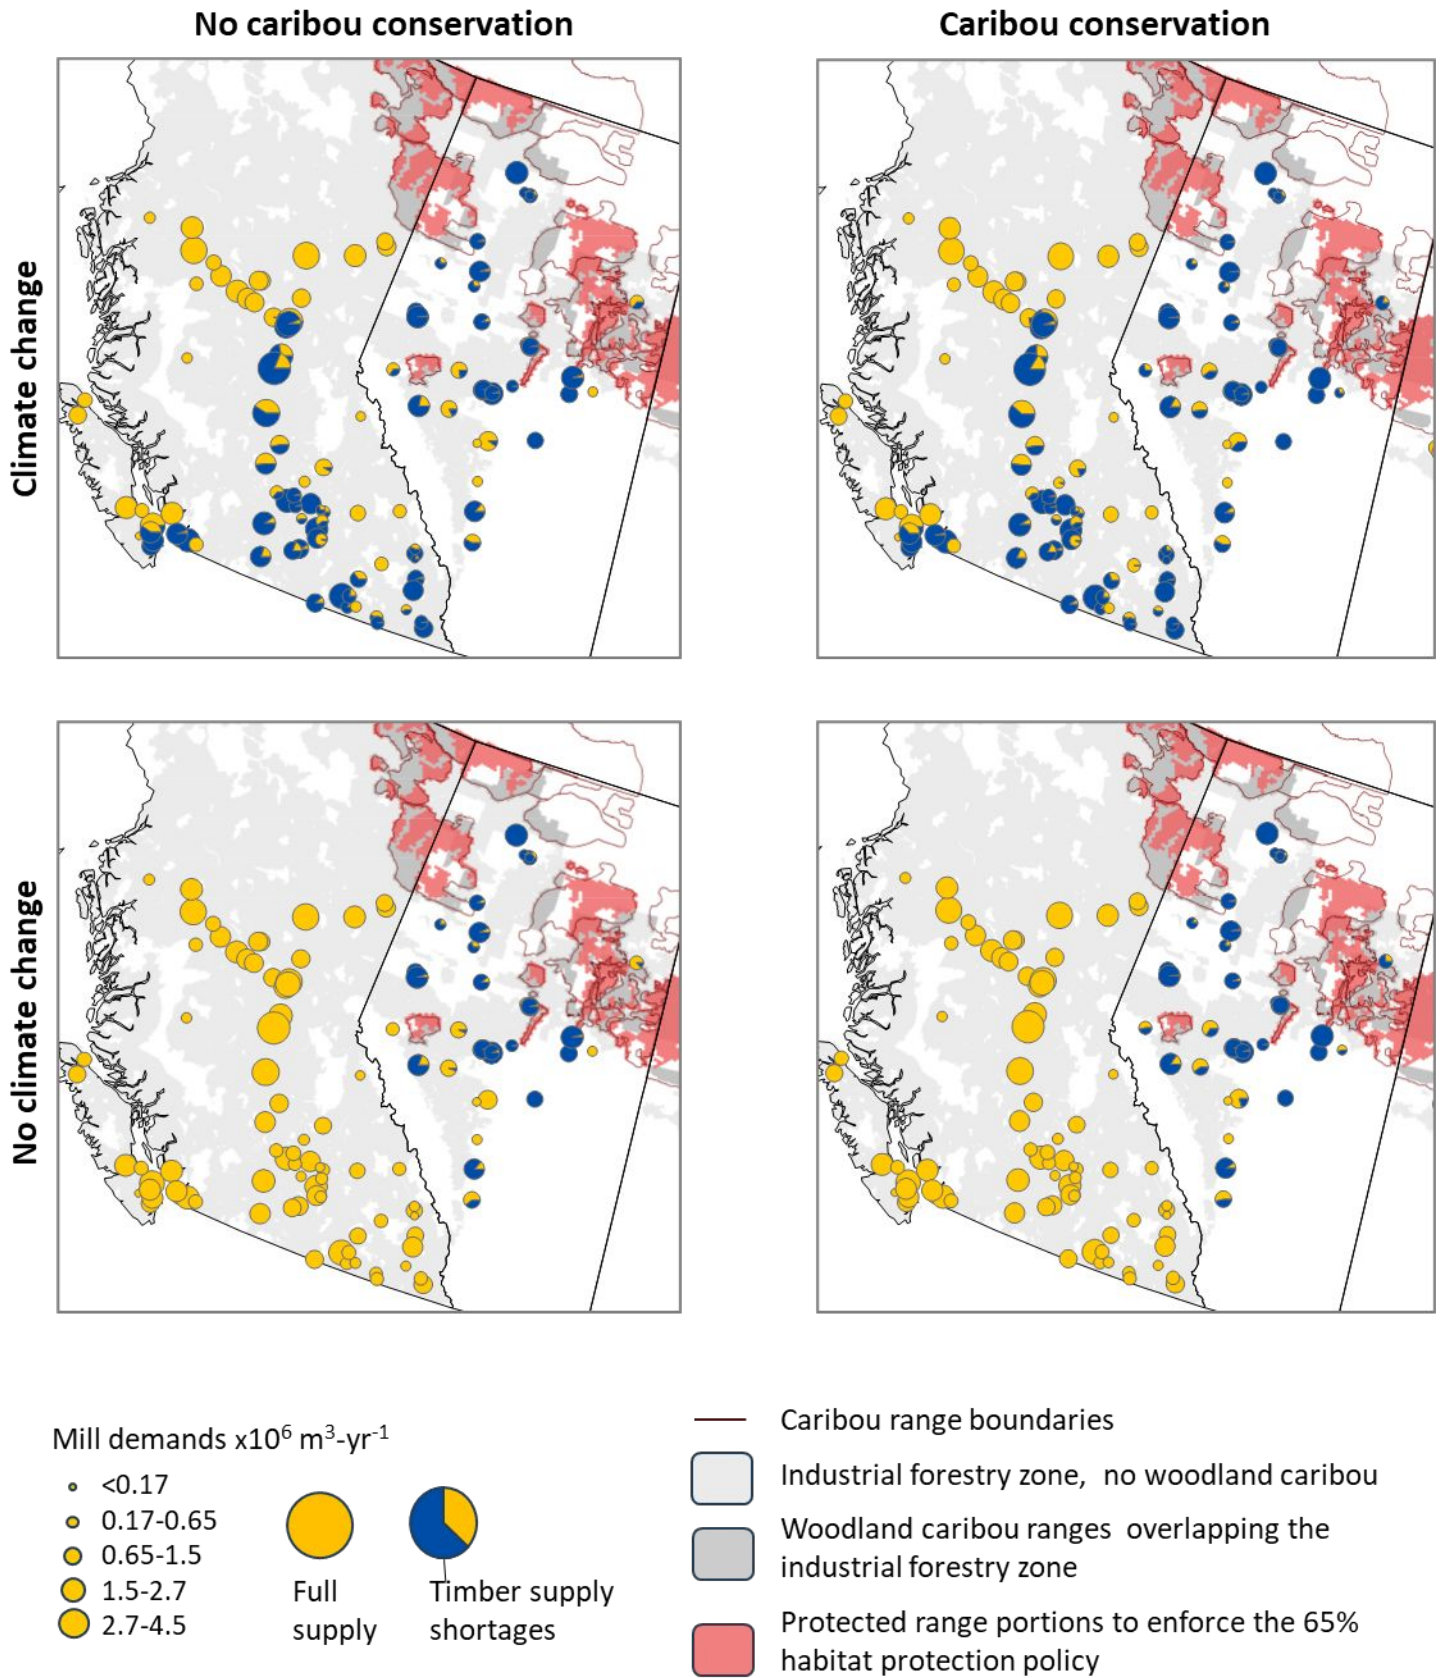 No caribou conservation
Caribou conservation
Climate change
No climate change
Mill demands x10⁶ m³-yr⁻¹
<0.17
0.17-0.65
0.65-1.5
1.5-2.7
2.7-4.5
Full
supply
Timber supply
shortages
Caribou range boundaries
Industrial forestry zone, no woodland caribou
Woodland caribou ranges overlapping the
industrial forestry zone
Protected range portions to enforce the 65%
habitat protection policy